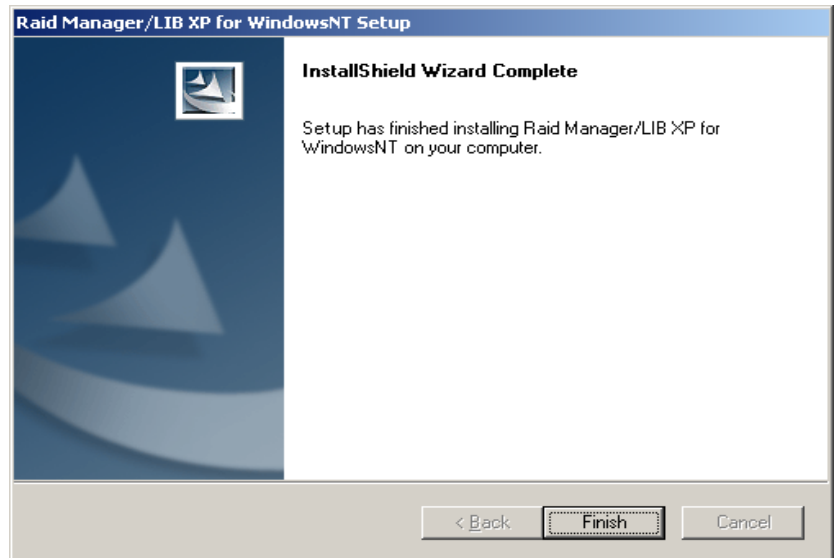 Raid Manager/LIB XP for WindowsNT Setup
InstallShield Wizard Complete
Setup has finished installing Raid Manager/LIB XP for
WindowsNT on your computer.
< Back
Finish
Cancel